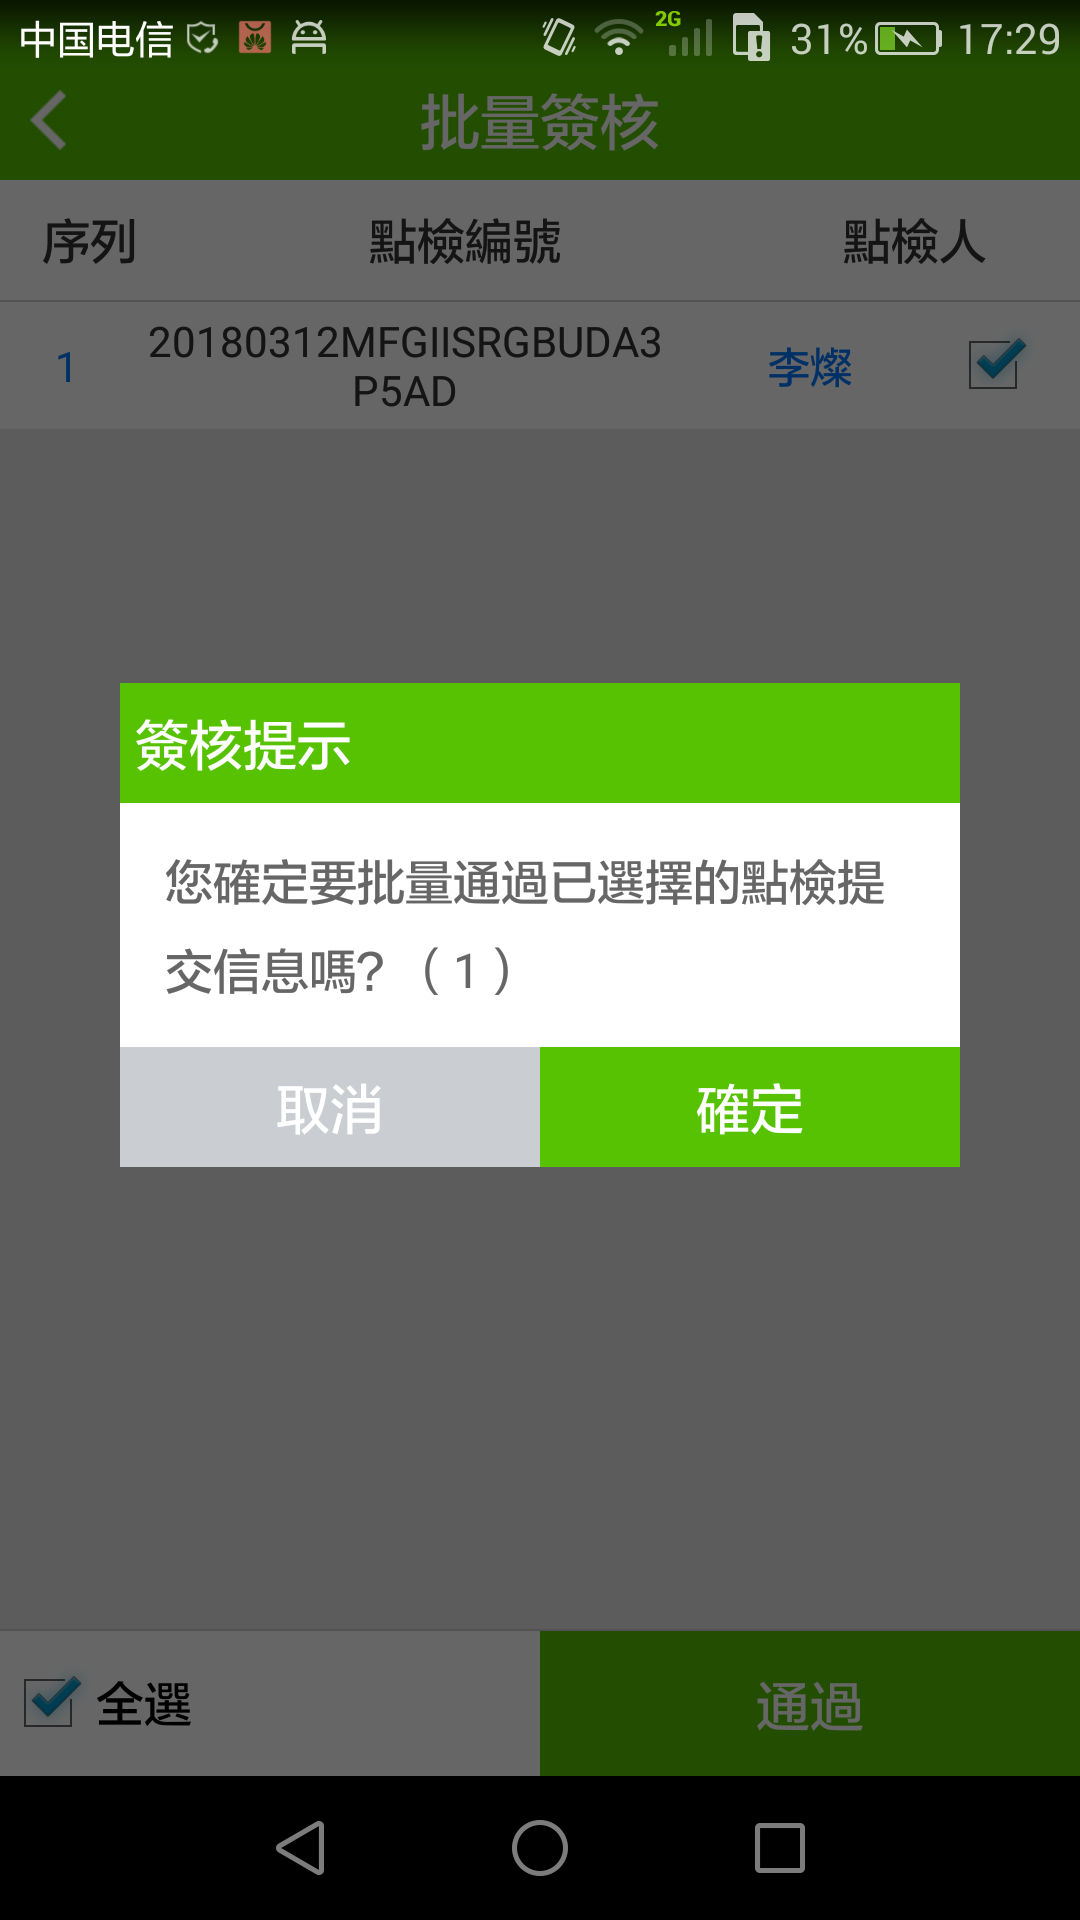 中国电信 2G 31% 17:29
批量簽核
序列 點檢編號 點檢人
1 20180312MFGIISRGBUDA3 李燦
P5AD
簽核提示
您確定要批量通過已選擇的點檢提
交信息嗎?（1）
取消 確定
全選 通過